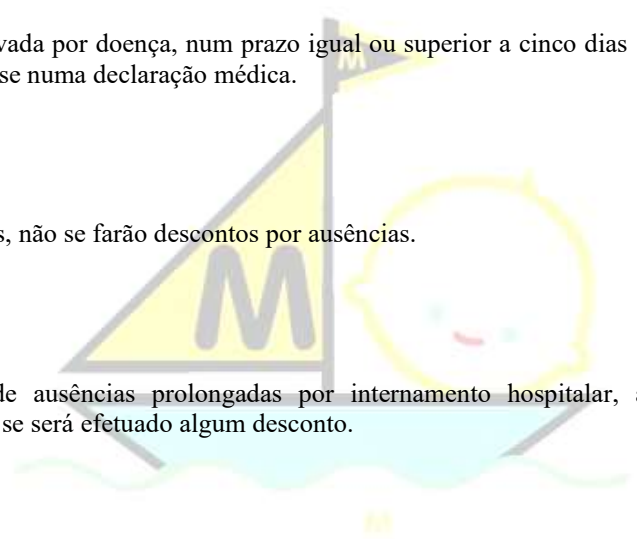 vada por doença, num prazo igual ou superior a cinco dias
se numa declaração médica.
M
s, não se farão descontos por ausências.
M
de ausências prolongadas por internamento hospitalar, a
se será efetuado algum desconto.
M